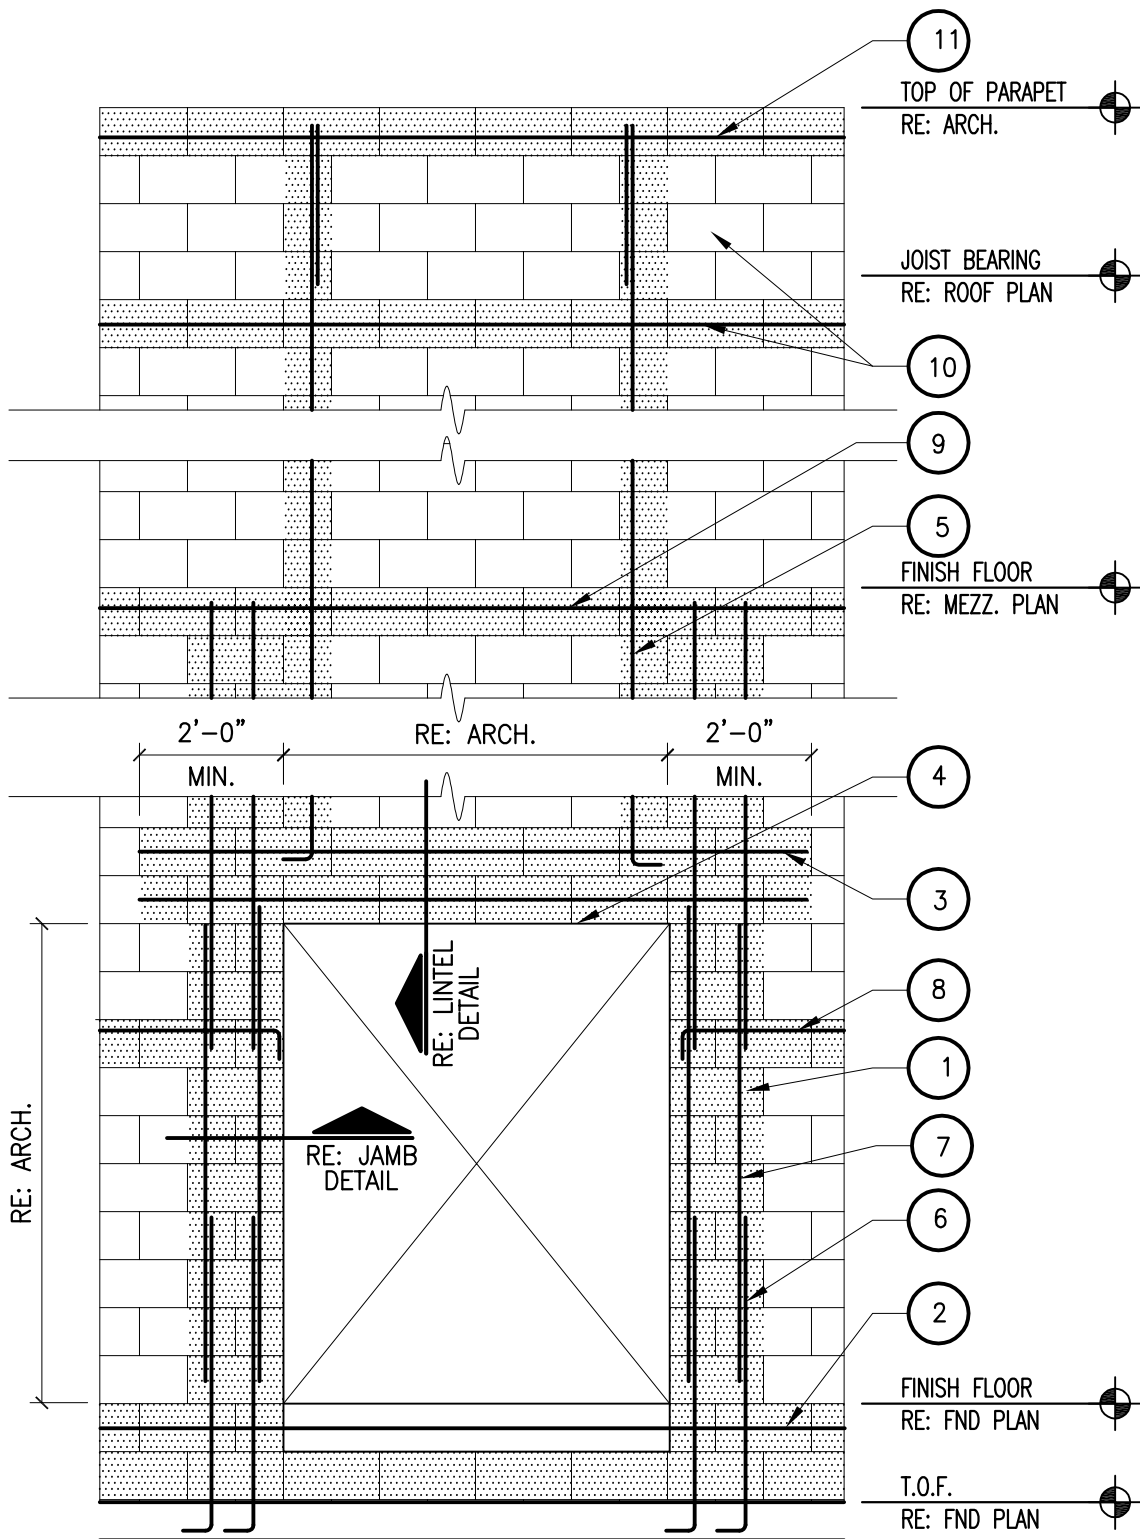 11
TOP OF PARAPET
RE: ARCH.
JOIST BEARING
RE: ROOF PLAN
10
9
5
FINISH FLOOR
RE: MEZZ. PLAN
2'-0"
MIN.
RE: ARCH.
2'-0"
MIN.
4
3
RE: LINTEL
DETAIL
8
1
RE: ARCH.
RE: JAMB
DETAIL
7
6
2
FINISH FLOOR
RE: FND PLAN
T.O.F.
RE: FND PLAN